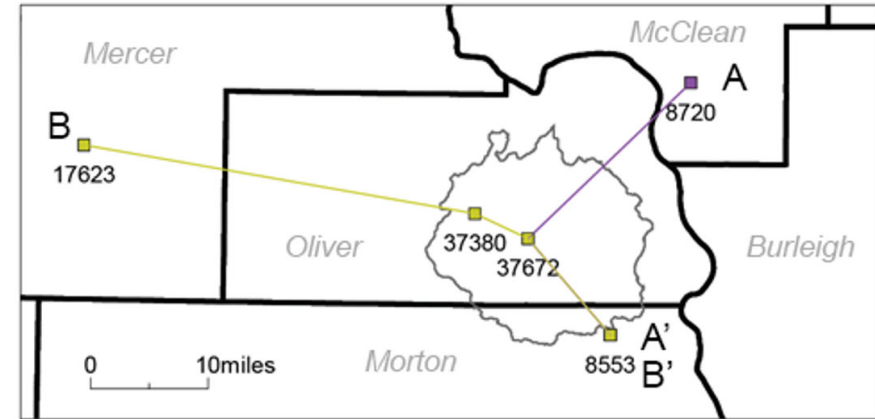 McClean
Mercer
A
8720
B
17623
37380
Oliver
37672
Burleigh
A’
0 10miles
Morton
8553
B’